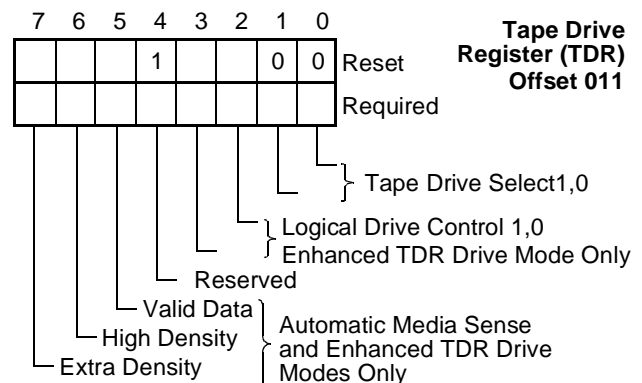 7 6 5 4 3 2 1 0
Tape Drive
Register (TDR)
Offset 011
1 0 0 Reset
Required
Tape Drive Select1,0
Logical Drive Control 1,0
Enhanced TDR Drive Mode Only
Reserved
Valid Data
High Density
Extra Density
Automatic Media Sense
and Enhanced TDR Drive
Modes Only